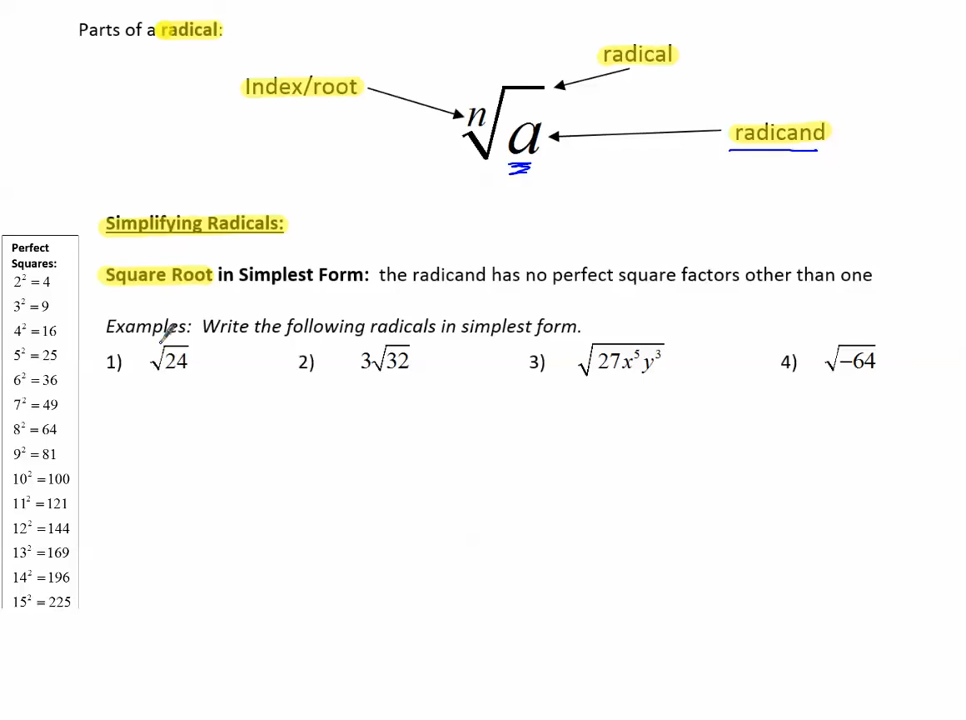 Parts of a radical:
radical
Index/root
ⁿ√a
radicand
Simplifying Radicals:
Perfect
Squares:
Square Root in Simplest Form: the radicand has no perfect square factors other than one
2² = 4
3² = 9
Examples: Write the following radicals in simplest form.
4² = 16
1) √24 2) 3√32 3) √27x⁵y³ 4) √−64
5² = 25
6² = 36
7² = 49
8² = 64
9² = 81
10² = 100
11² = 121
12² = 144
13² = 169
14² = 196
15² = 225